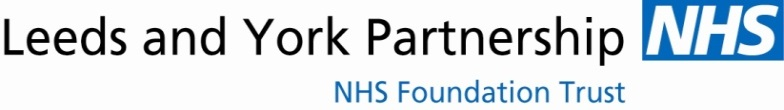 Leeds and York Partnership NHS
NHS Foundation Trust